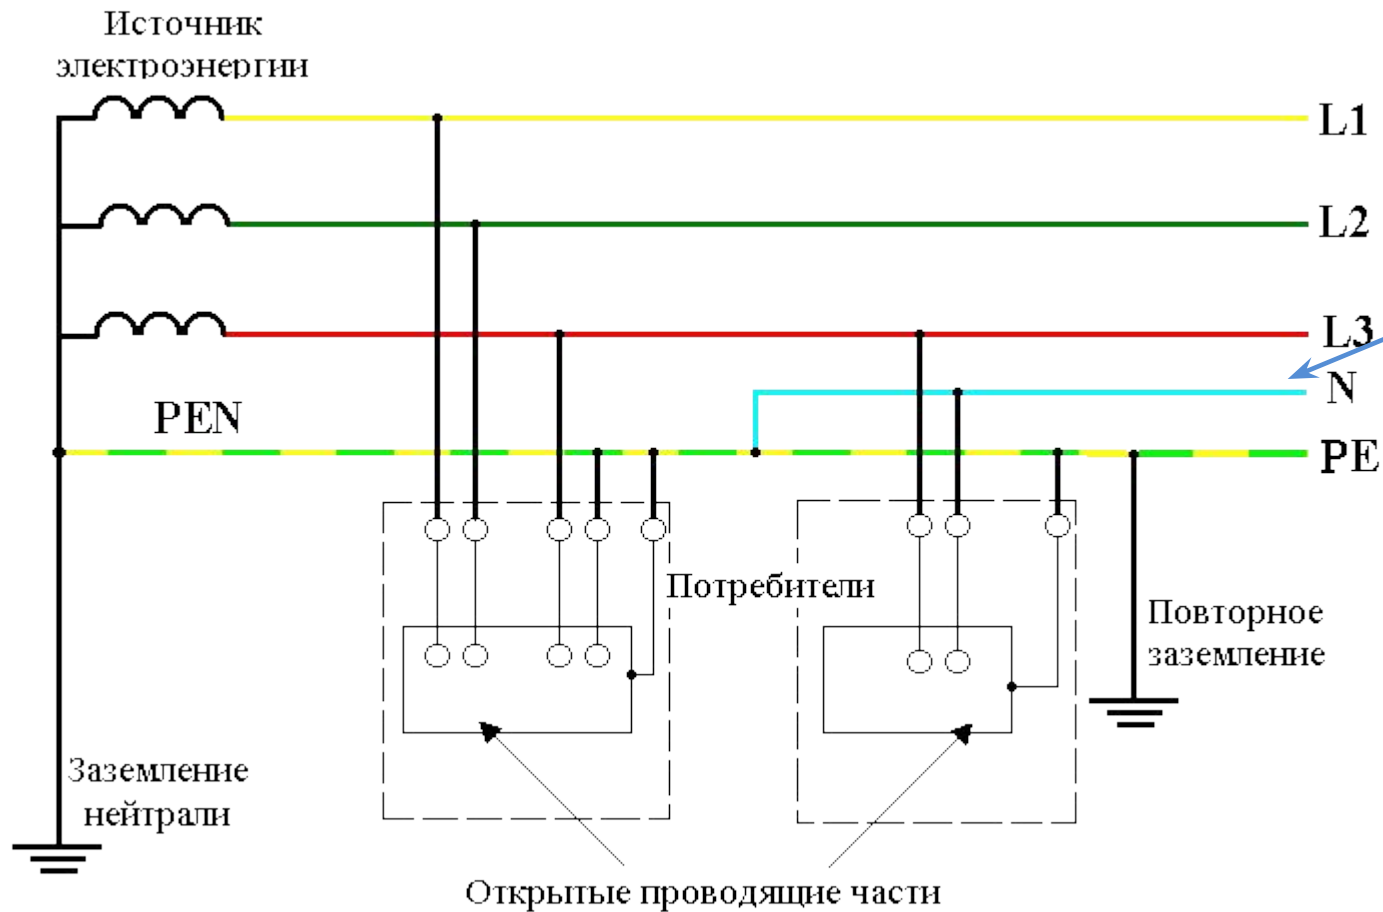 Источник
электроэнергии
L1
L2
L3
N
PEN
PE
Потребители
Повторное
заземление
Заземление
нейтрали
Открытые проводящие части